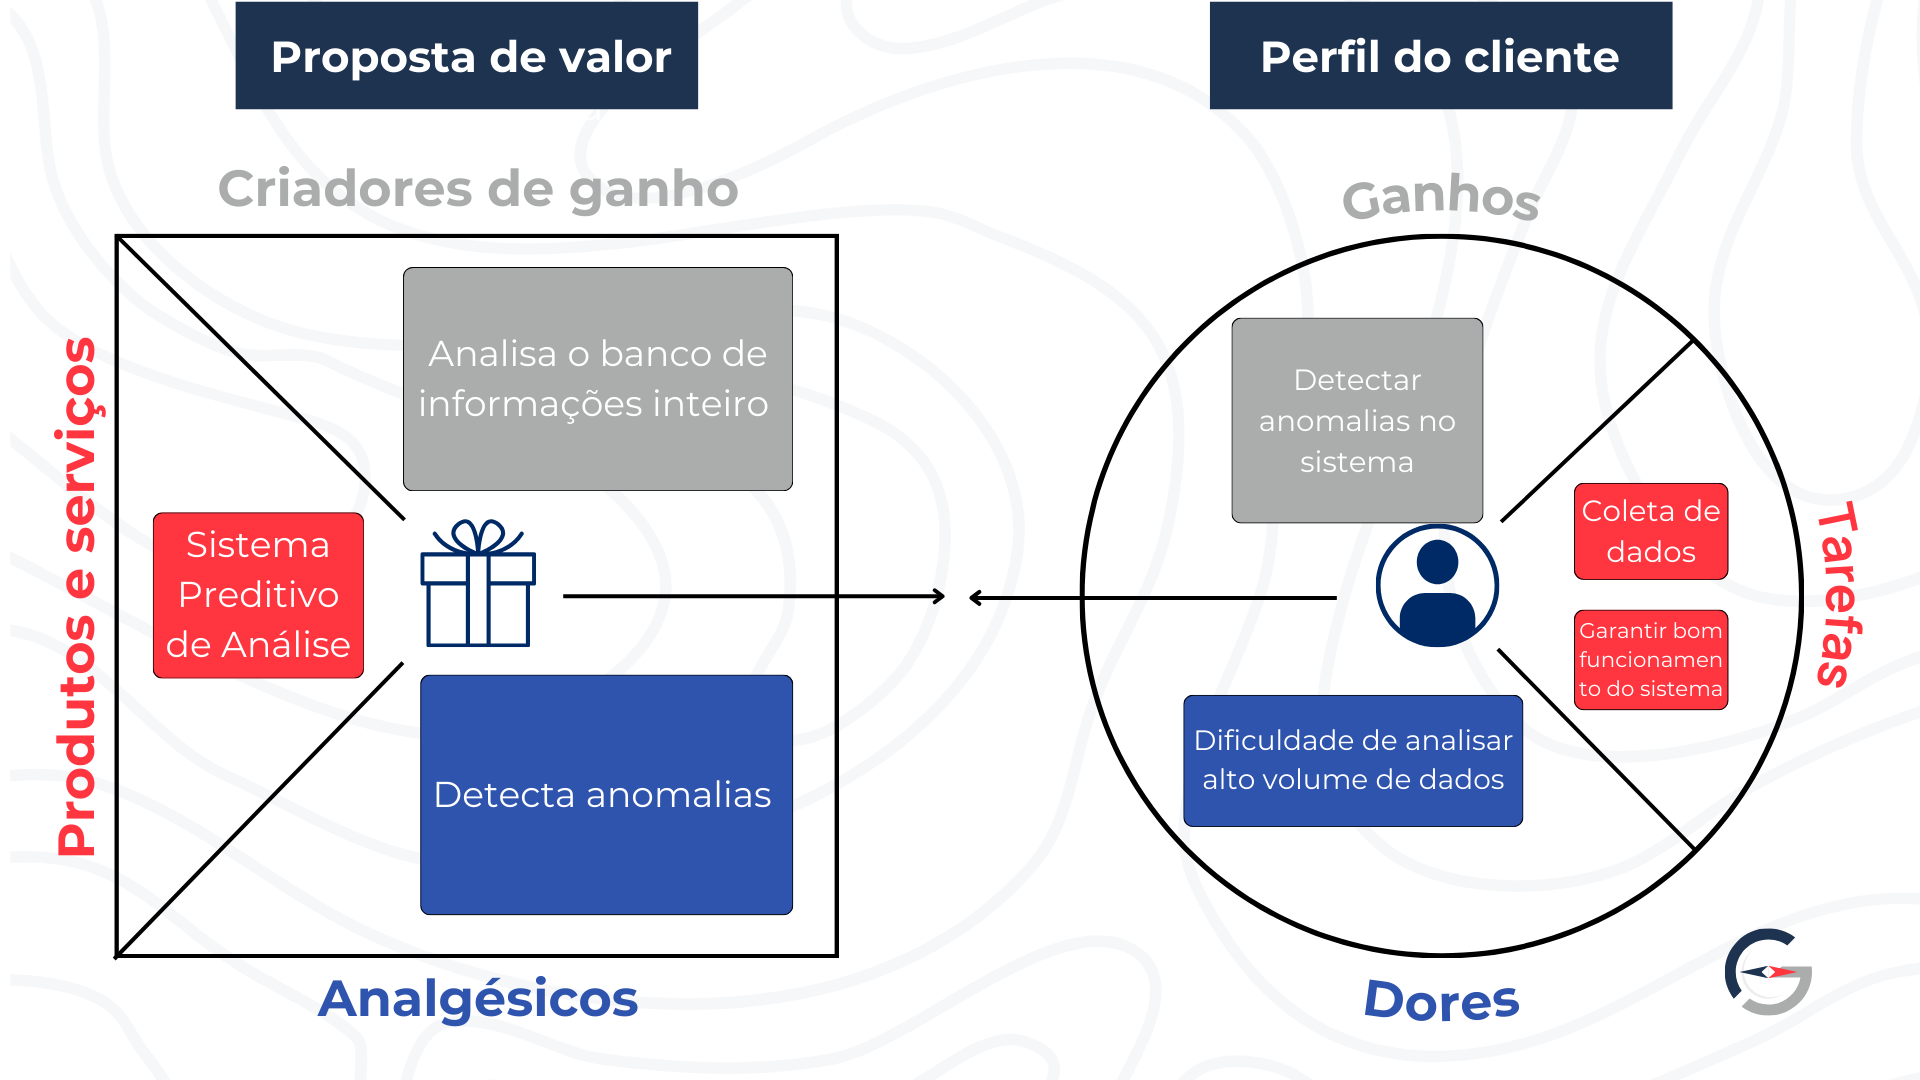 Proposta de valor
Perfil do cliente
Criadores de ganho
Ganhos
Analisa o banco de
informações inteiro
Detectar
anomalias no
sistema
Produtos e serviços
Sistema
Preditivo
de Análise
Coleta de
dados
Garantir bom
funcionamen
to do sistema
Tarefas
Detecta anomalias
Dificuldade de analisar
alto volume de dados
Analgésicos
Dores